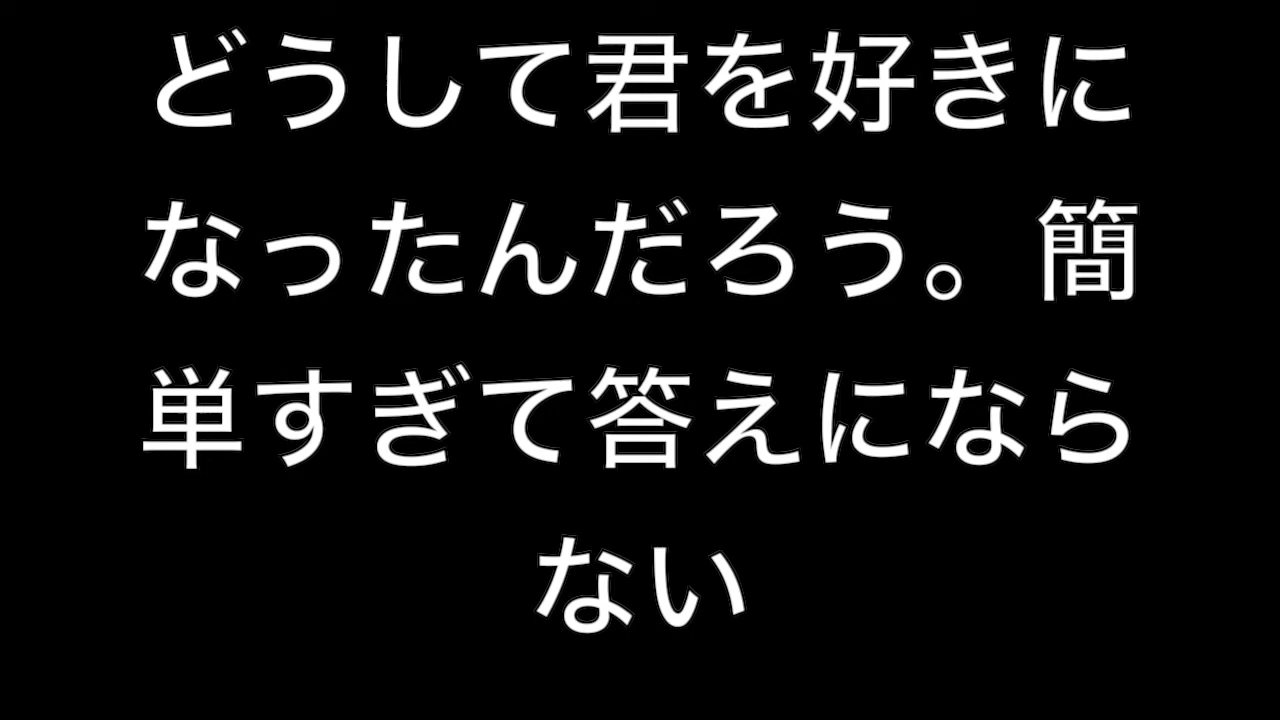 どうして君を好きに
なったんだろう。簡
単すぎて答えになら
ない